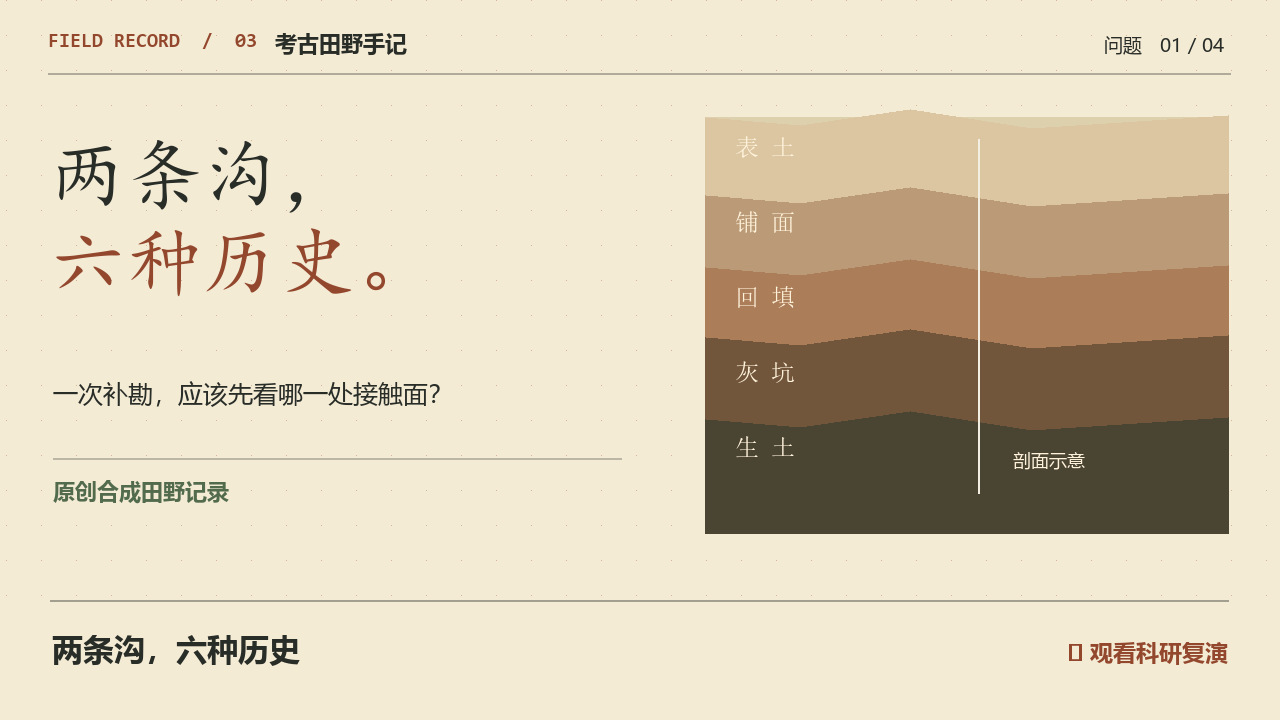 FIELD RECORD / 03 考古田野手记
问题 01 / 04
两条沟，
六种历史。
一次补勘，应该先看哪一处接触面？
原创合成田野记录
表土
铺面
回填
灰坑
生土
剖面示意
两条沟，六种历史
观看科研复演